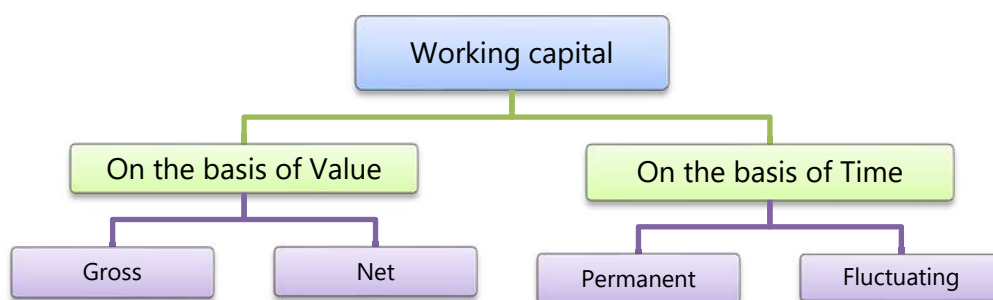 Working capital
On the basis of Value
On the basis of Time
Gross
Net
Permanent
Fluctuating